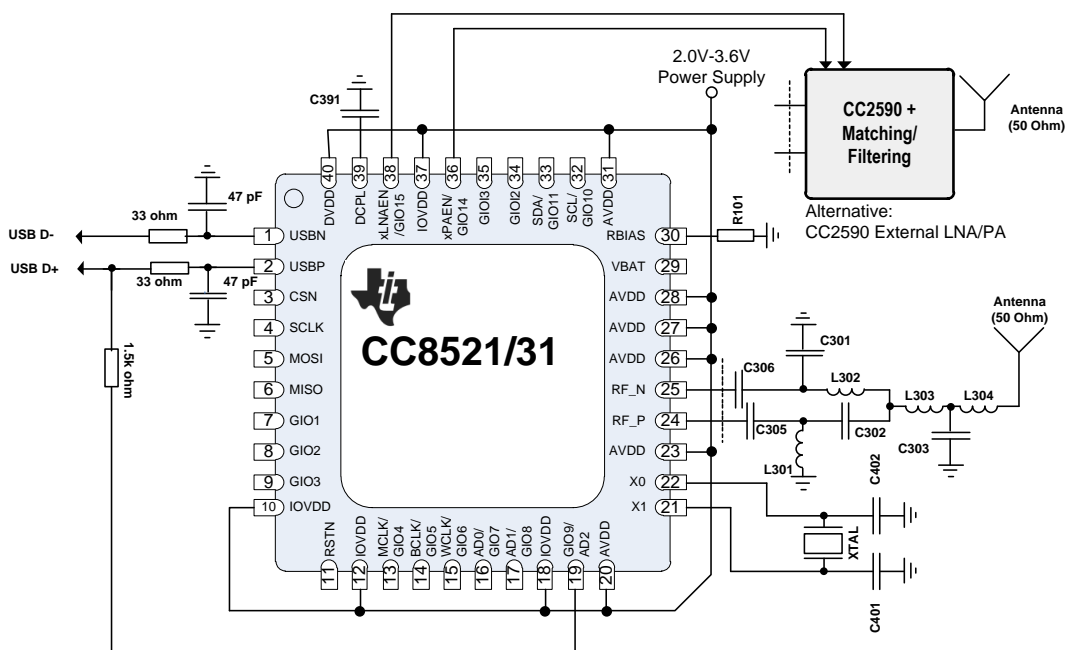 2.0V-3.6V
Power Supply
CC2590 +
Matching/
Filtering
Antenna
(50 Ohm)
Alternative:
CC2590 External LNA/PA
C391
40
39
38
37
36
35
34
33
32
31
DVDD
DCPL
xLNAEN
/GIO15
IOVDD
xPAEN/
GIO14
GIOI3
GIOI2
SDA/
GIO11
SCL/
GIO10
AVDD
47 pF
33 ohm
USB D-
USB D+
33 ohm
47 pF
1.5k ohm
1 USBN
2 USBP
3 CSN
4 SCLK
5 MOSI
6 MISO
7 GIO1
8 GIO2
9 GIO3
10 IOVDD
CC8521/31
RBIAS 30
VBAT 29
AVDD 28
AVDD 27
AVDD 26
RF_N 25
RF_P 24
AVDD 23
X0 22
X1 21
R101
Antenna
(50 Ohm)
C301
C306
L302
L303
L304
C305
C302
C303
L301
C402
XTAL
C401
RSTN
IOVDD
MCLK/
GIO4
BCLK/
GIO5
WCLK/
GIO6
AD0/
GIO7
AD1/
GIO8
IOVDD
GIO9/
AD2
AVDD
11
12
13
14
15
16
17
18
19
20